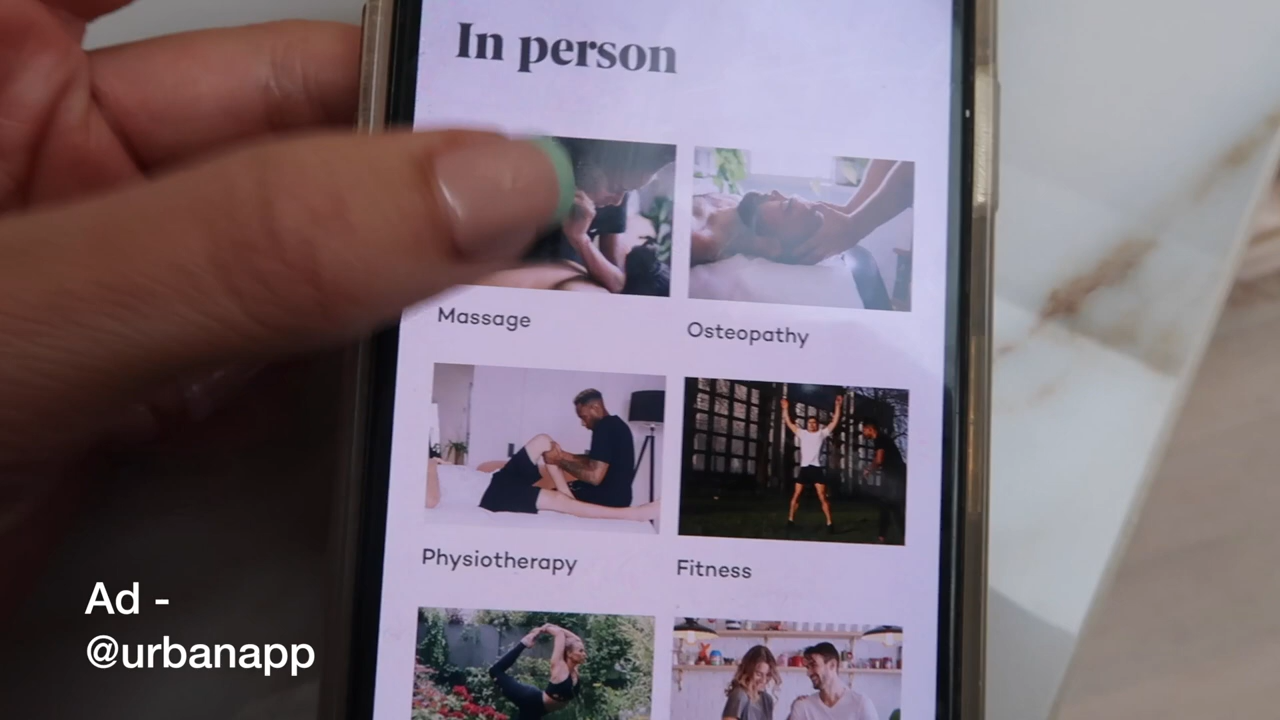 In person
Massage
Osteopathy
Physiotherapy
Fitness
Ad -
@urbanapp